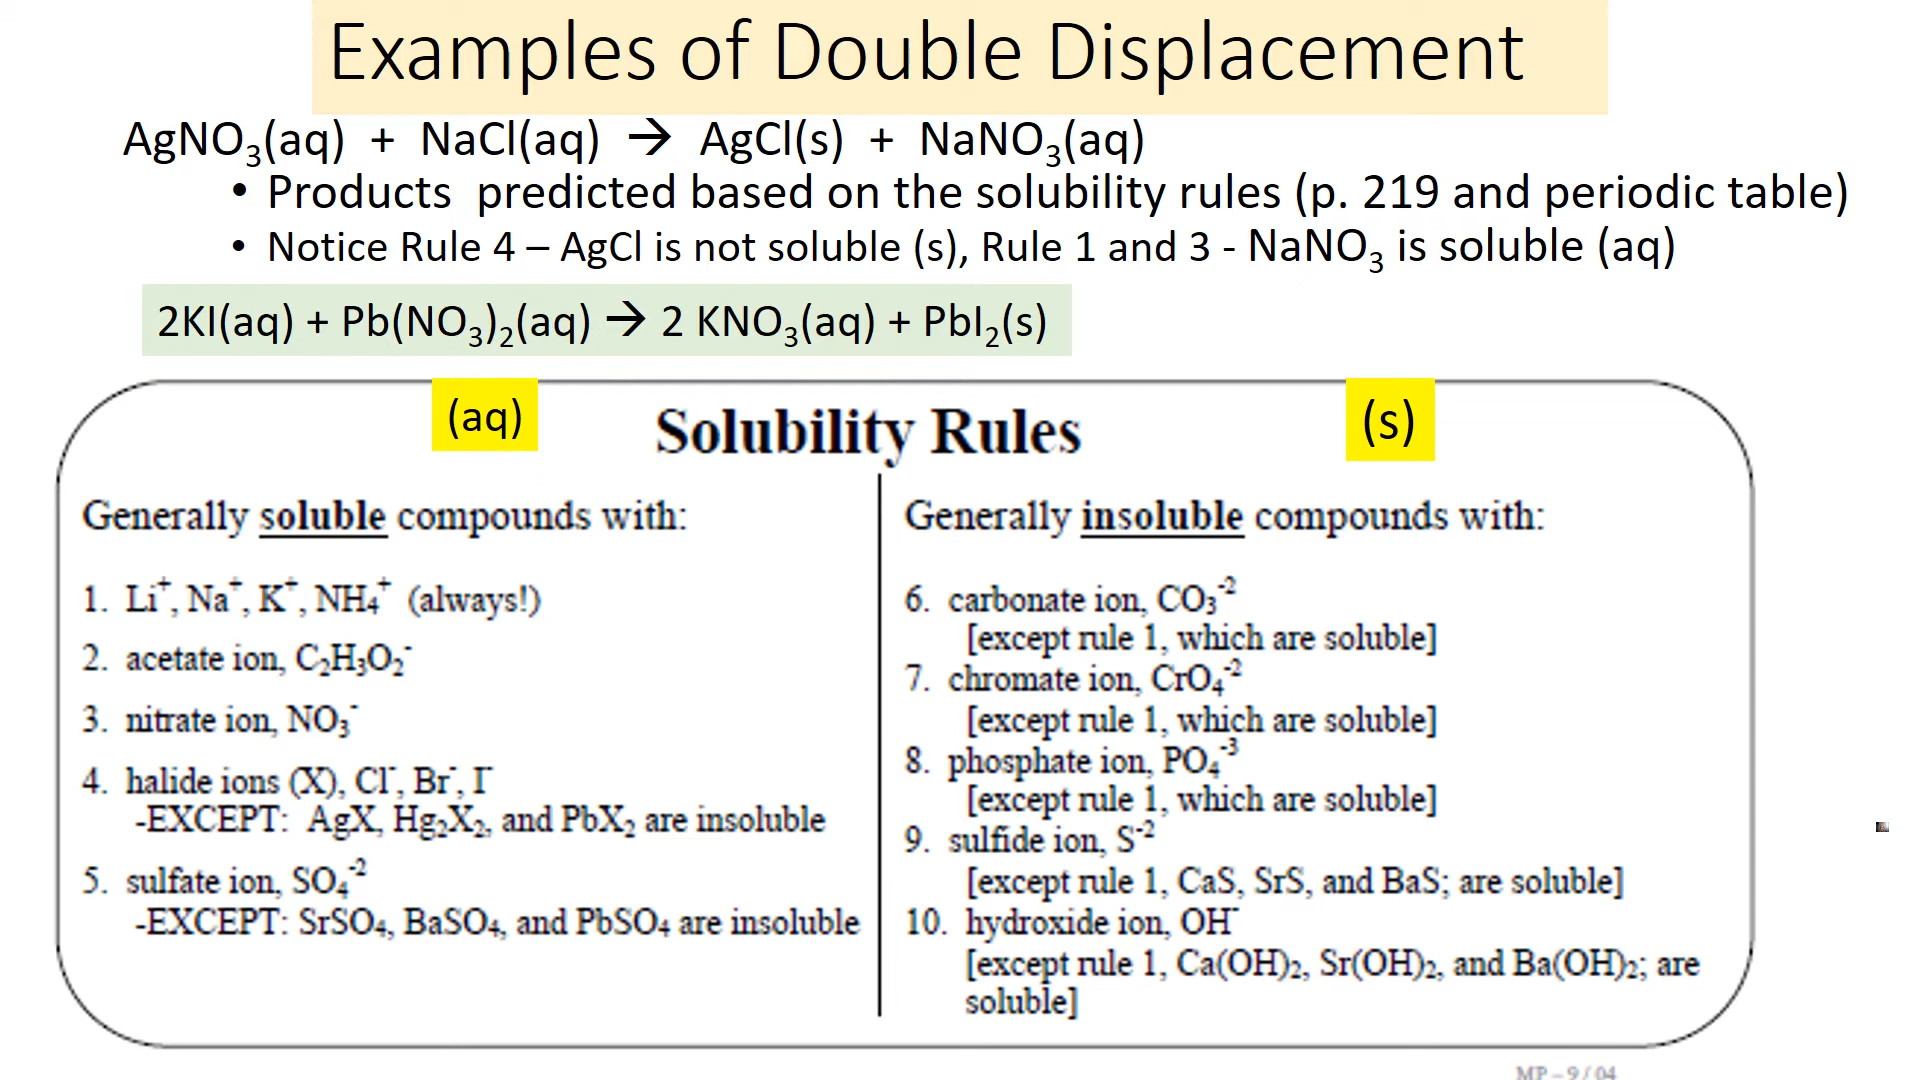 Examples of Double Displacement
AgNO₃(aq) + NaCl(aq) → AgCl(s) + NaNO₃(aq)
• Products predicted based on the solubility rules (p. 219 and periodic table)
• Notice Rule 4 – AgCl is not soluble (s), Rule 1 and 3 - NaNO₃ is soluble (aq)
2KI(aq) + Pb(NO₃)₂(aq) → 2 KNO₃(aq) + PbI₂(s)
(aq)
(s)
Solubility Rules
Generally soluble compounds with:
1. Li⁺, Na⁺, K⁺, NH₄⁺ (always!)
2. acetate ion, C₂H₃O₂⁻
3. nitrate ion, NO₃⁻
4. halide ions (X), Cl⁻, Br⁻, I⁻
-EXCEPT: AgX, Hg₂X₂, and PbX₂ are insoluble
5. sulfate ion, SO₄⁻²
-EXCEPT: SrSO₄, BaSO₄, and PbSO₄ are insoluble
Generally insoluble compounds with:
6. carbonate ion, CO₃⁻²
[except rule 1, which are soluble]
7. chromate ion, CrO₄⁻²
[except rule 1, which are soluble]
8. phosphate ion, PO₄⁻³
[except rule 1, which are soluble]
9. sulfide ion, S⁻²
[except rule 1, CaS, SrS, and BaS; are soluble]
10. hydroxide ion, OH⁻
[except rule 1, Ca(OH)₂, Sr(OH)₂, and Ba(OH)₂; are
soluble]
MP – 9 / 04